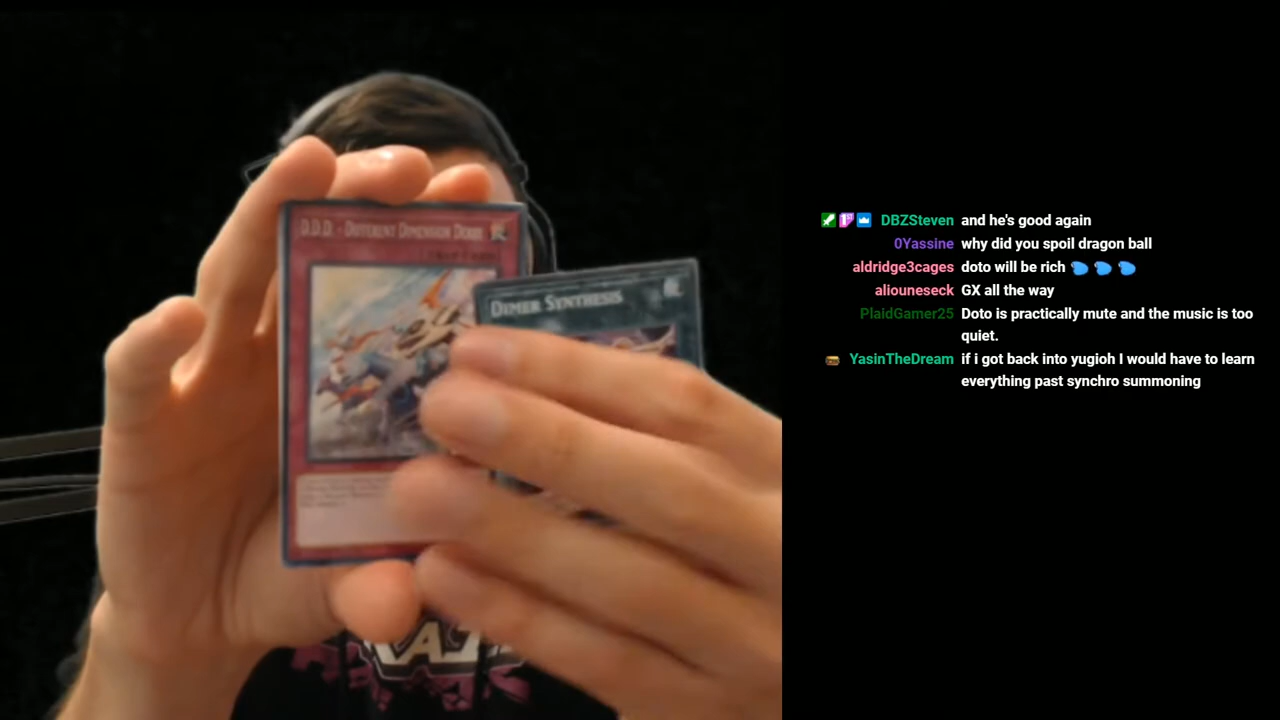 D.D.D. - DIFFERENT DIMENSION DERBY
DIMER SYNTHESIS
DBZSteven and he's good again
0Yassine why did you spoil dragon ball
aldridge3cages doto will be rich
aliouneseck GX all the way
PlaidGamer25 Doto is practically mute and the music is too
quiet.
YasinTheDream if i got back into yugioh I would have to learn
everything past synchro summoning